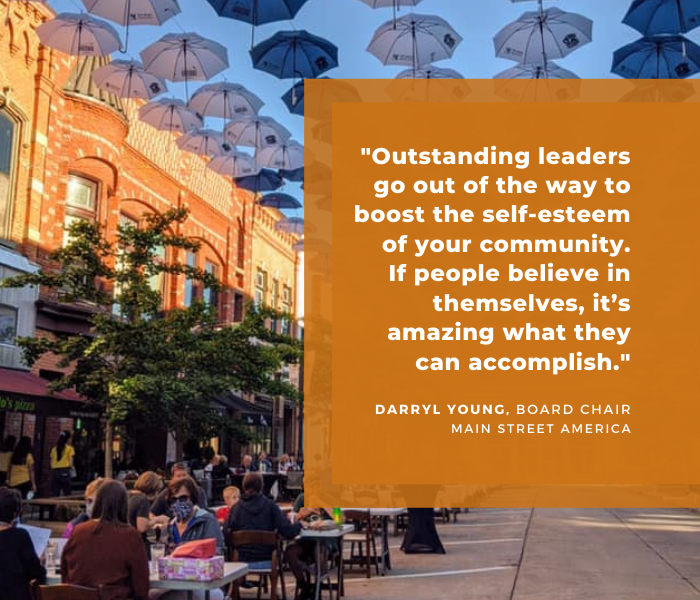 "Outstanding leaders
go out of the way to
boost the self-esteem
of your community.
If people believe in
themselves, it’s
amazing what they
can accomplish."
DARRYL YOUNG, BOARD CHAIR
MAIN STREET AMERICA
pizza